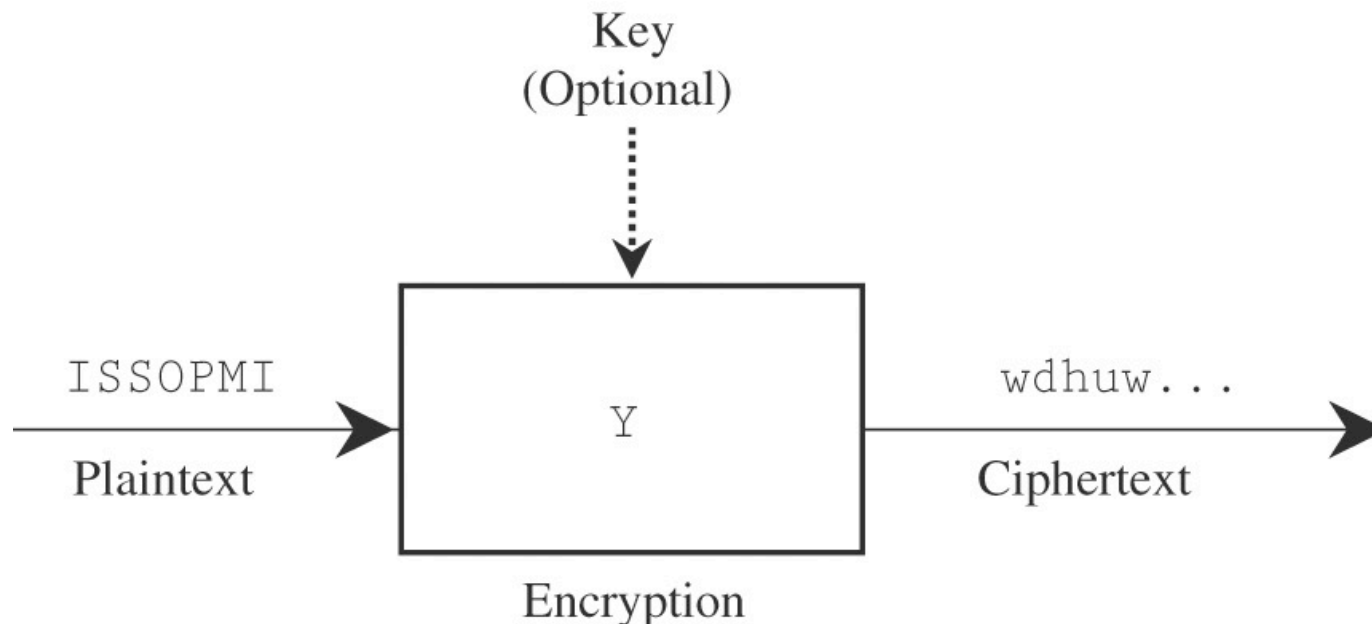 Key
(Optional)
ISSOPMI
Y
wdhuw...
Plaintext
Ciphertext
Encryption